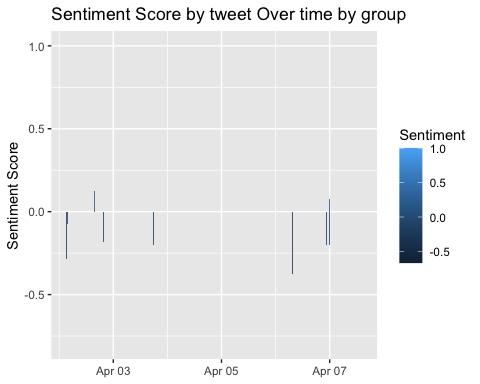 Sentiment Score by tweet Over time by group
Sentiment Score
1.0
0.5
0.0
-0.5
Apr 03
Apr 05
Apr 07
Sentiment
1.0
0.5
0.0
-0.5